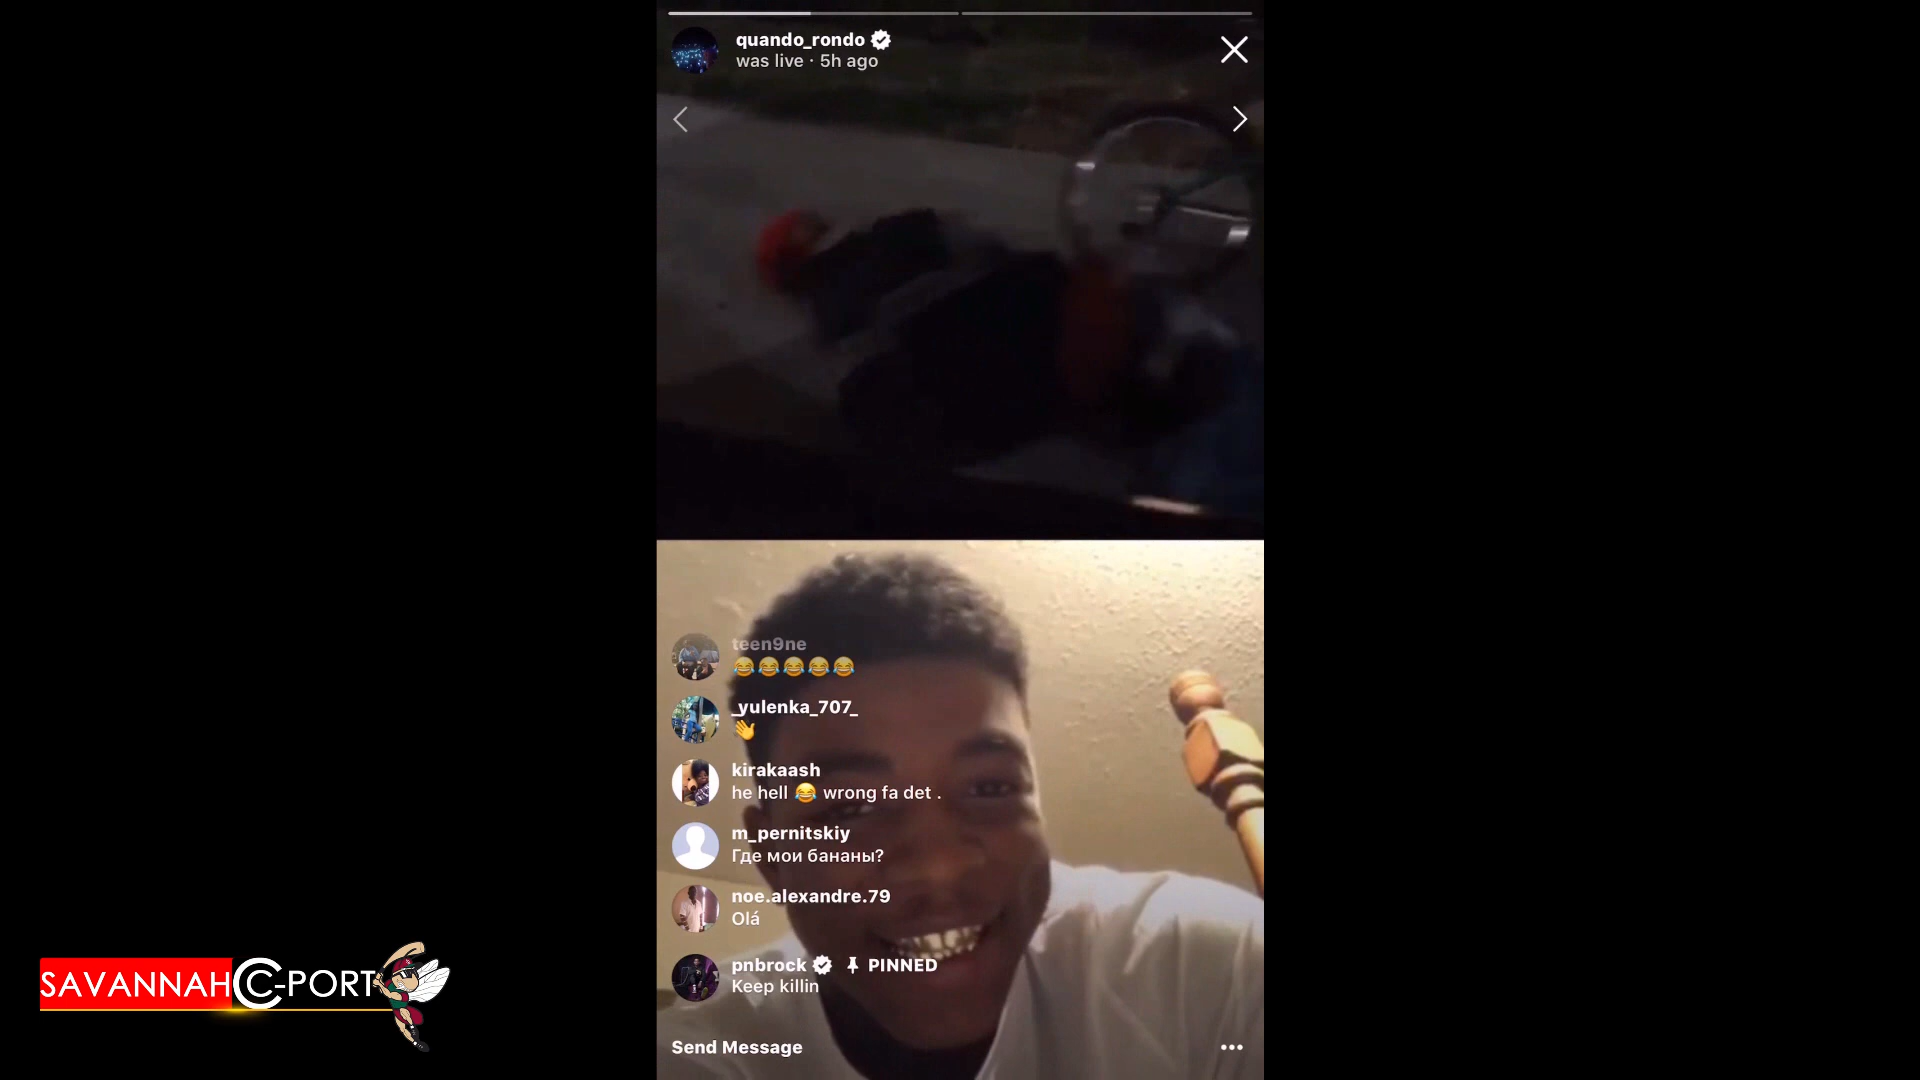 quando_rondo
was live · 5h ago
teen9ne
😂😂😂😂😂
_yulenka_707_
👋
kirakaash
he hell 😂 wrong fa det .
m_pernitskiy
Где мои бананы?
noe.alexandre.79
Olá
pnbrock PINNED
Keep killin
Send Message
SAVANNAH C-PORT